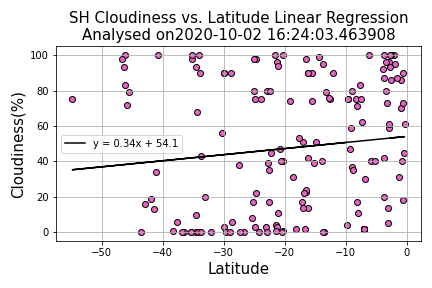 SH Cloudiness vs. Latitude Linear Regression
Analysed on2020-10-02 16:24:03.463908
Cloudiness(%)
100
80
60
40
20
0
y = 0.34x + 54.1
−50
−40
−30
−20
−10
0
Latitude